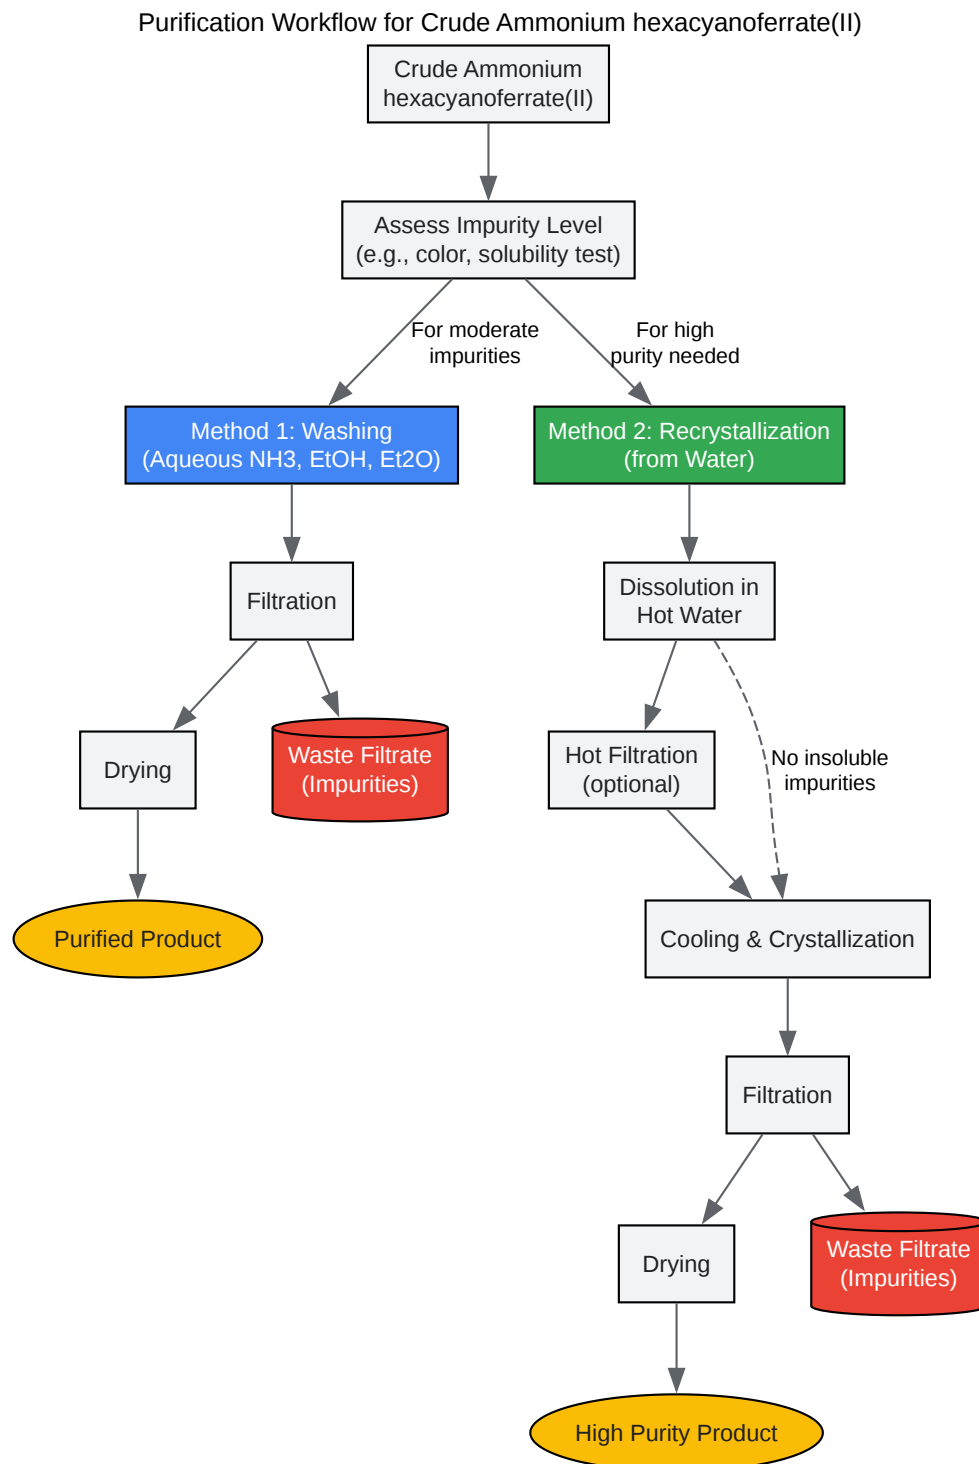 Purification Workflow for Crude Ammonium hexacyanoferrate(II)
Crude Ammonium
hexacyanoferrate(II)
Assess Impurity Level
(e.g., color, solubility test)
For moderate
impurities
For high
purity needed
Method 1: Washing
(Aqueous NH3, EtOH, Et2O)
Method 2: Recrystallization
(from Water)
Filtration
Dissolution in
Hot Water
Drying
Waste Filtrate
(Impurities)
Hot Filtration
(optional)
No insoluble
impurities
Purified Product
Cooling & Crystallization
Filtration
Drying
Waste Filtrate
(Impurities)
High Purity Product